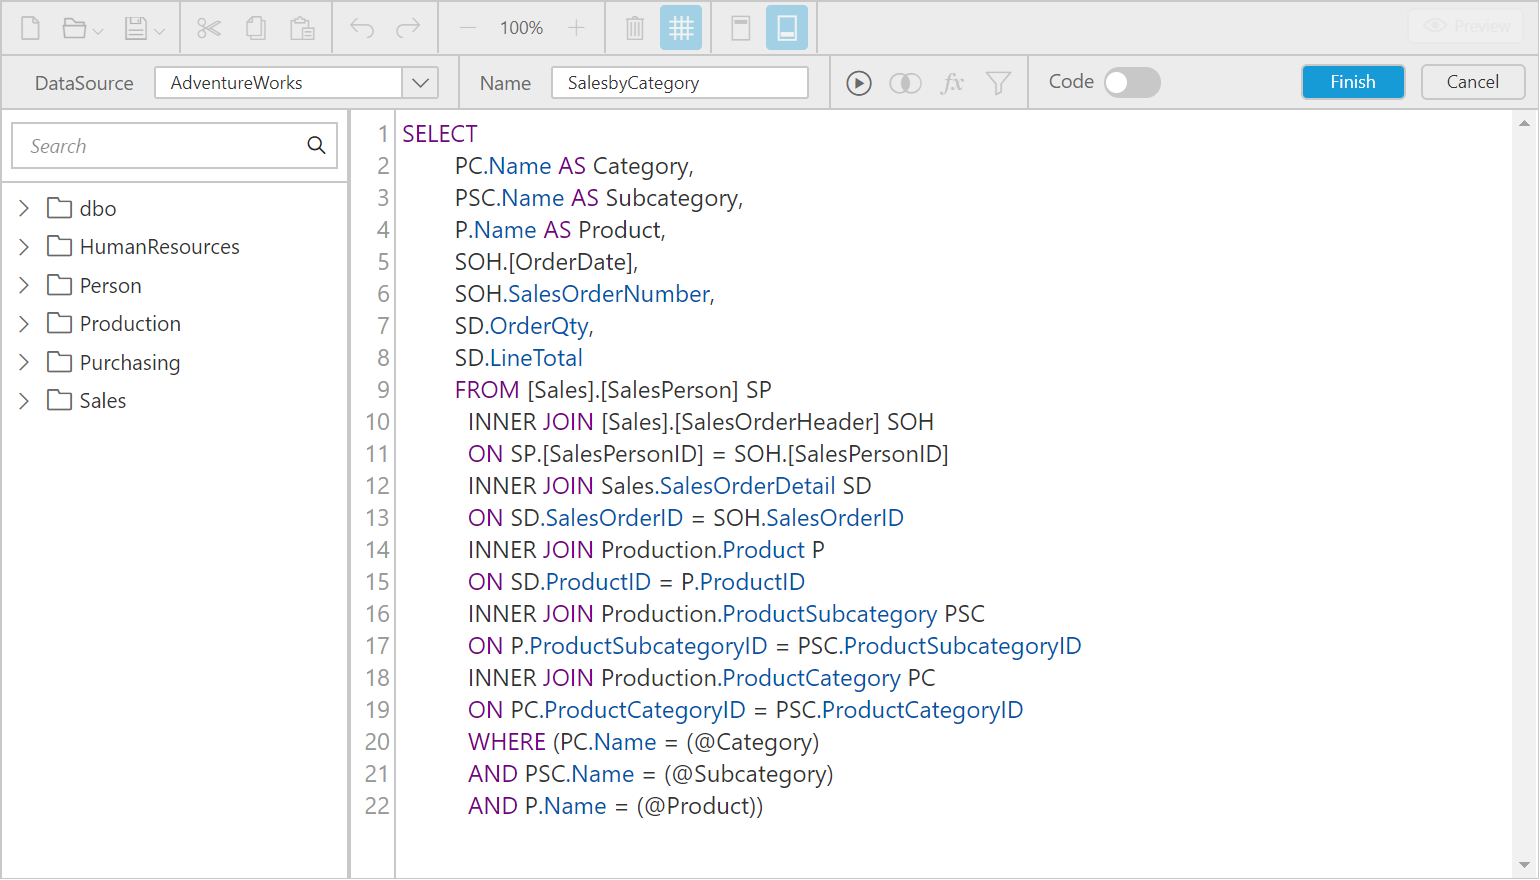 100%
Preview
DataSource AdventureWorks Name SalesbyCategory fx Code Finish Cancel
Search
dbo
HumanResources
Person
Production
Purchasing
Sales
1 SELECT
2 PC.Name AS Category,
3 PSC.Name AS Subcategory,
4 P.Name AS Product,
5 SOH.[OrderDate],
6 SOH.SalesOrderNumber,
7 SD.OrderQty,
8 SD.LineTotal
9 FROM [Sales].[SalesPerson] SP
10 INNER JOIN [Sales].[SalesOrderHeader] SOH
11 ON SP.[SalesPersonID] = SOH.[SalesPersonID]
12 INNER JOIN Sales.SalesOrderDetail SD
13 ON SD.SalesOrderID = SOH.SalesOrderID
14 INNER JOIN Production.Product P
15 ON SD.ProductID = P.ProductID
16 INNER JOIN Production.ProductSubcategory PSC
17 ON P.ProductSubcategoryID = PSC.ProductSubcategoryID
18 INNER JOIN Production.ProductCategory PC
19 ON PC.ProductCategoryID = PSC.ProductCategoryID
20 WHERE (PC.Name = (@Category)
21 AND PSC.Name = (@Subcategory)
22 AND P.Name = (@Product))